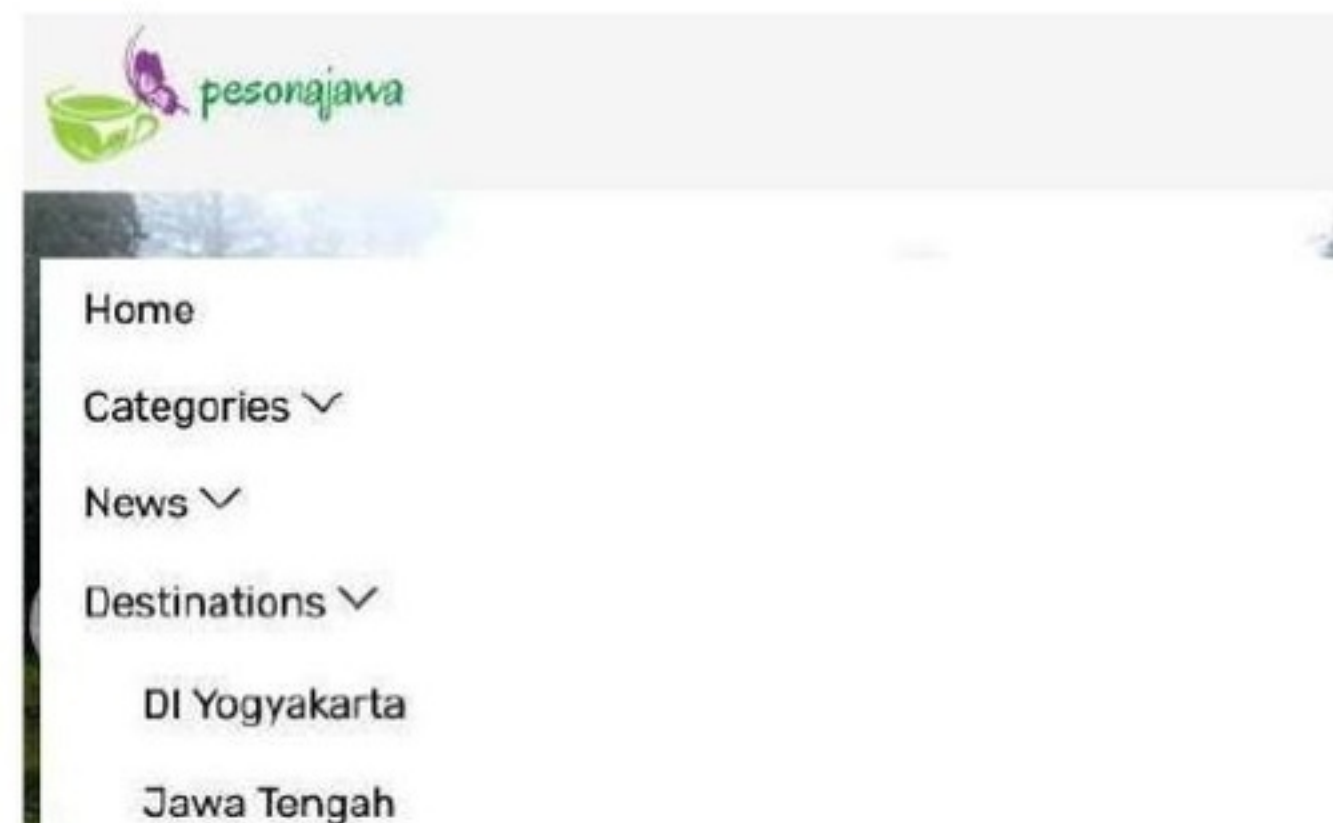 pesonajawa
Home
Categories
News
Destinations
DI Yogyakarta
Jawa Tengah